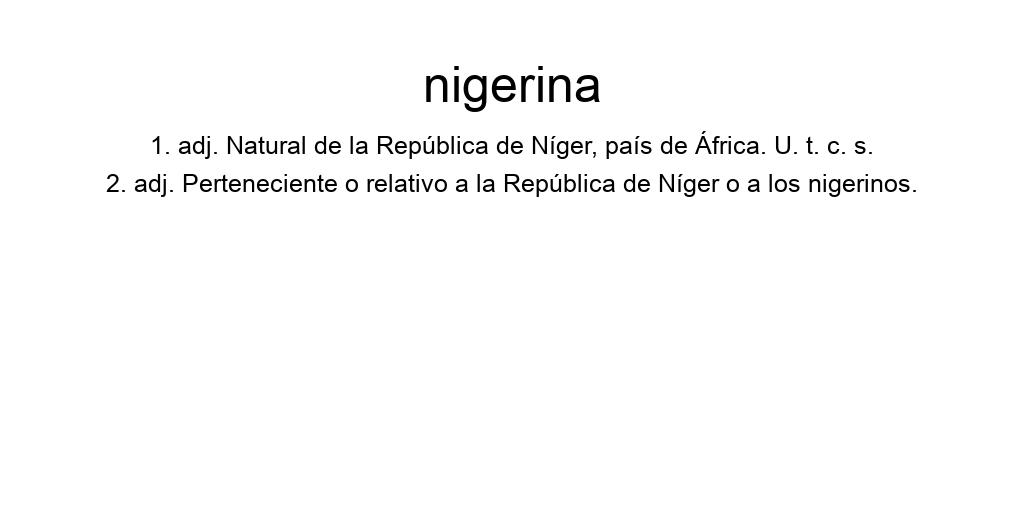 nigerina
1. adj. Natural de la República de Níger, país de África. U. t. c. s.
2. adj. Perteneciente o relativo a la República de Níger o a los nigerinos.